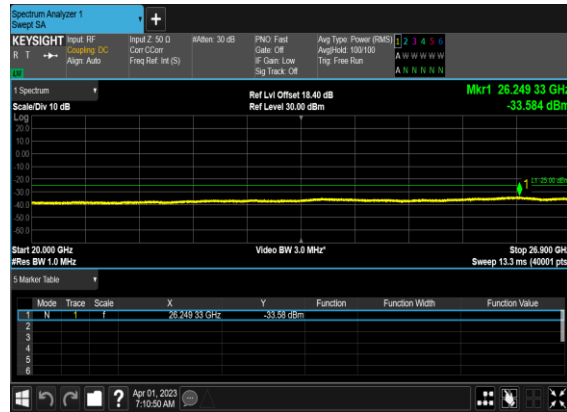 Spectrum Analyzer 1
Swept SA
+
KEYSIGHT Input: RF Input Z: 50 Ω #Atten: 30 dB PNO: Fast Avg Type: Power (RMS) 1 2 3 4 5 6
R T Coupling: DC Corr CCorr Gate: Off Avg|Hold: 100/100 A W W W W W
Align: Auto Freq Ref: Int (S) IF Gain: Low Trig: Free Run
Sig Track: Off A N N N N N
1 Spectrum Ref Lvl Offset 18.40 dB Mkr1 26.249 33 GHz
Scale/Div 10 dB Ref Level 30.00 dBm -33.584 dBm
Log
20.0
10.0
0.00
-10.0
-20.0
-30.0 1 L1 -25.00 dBm
-40.0
-50.0
-60.0
Start 20.000 GHz Video BW 3.0 MHz* Stop 26.900 GHz
#Res BW 1.0 MHz Sweep 13.3 ms (40001 pts)
5 Marker Table
Mode Trace Scale X Y Function Function Width Function Value
1 N 1 f 26.249 33 GHz -33.58 dBm
2
3
4
5
6
? Apr 01, 2023
7:10:50 AM